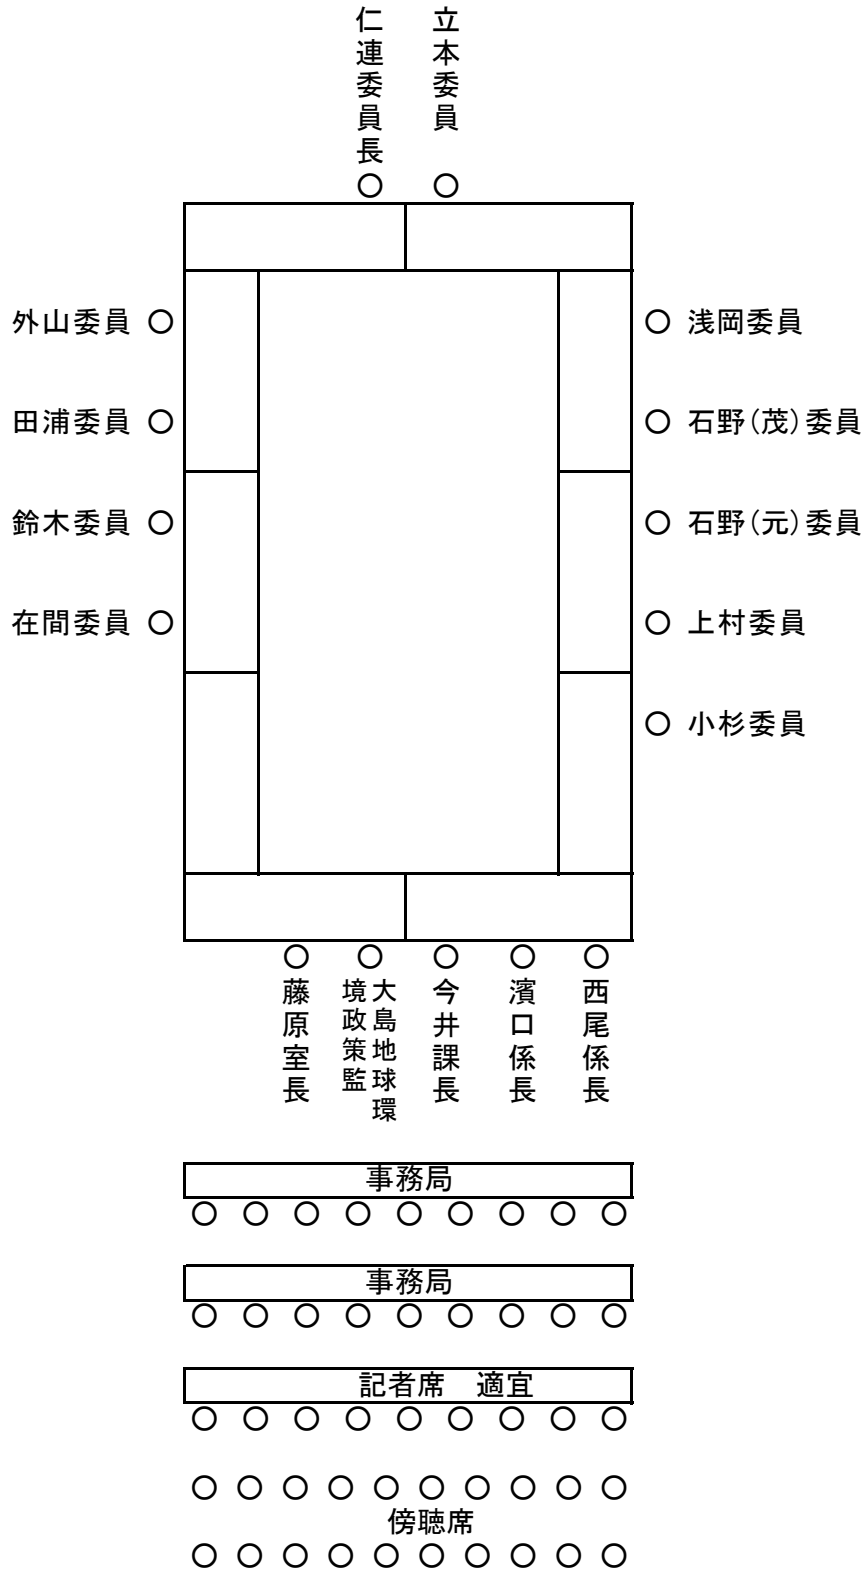 仁連委員長
立本委員
外山委員
浅岡委員
田浦委員
石野(茂)委員
鈴木委員
石野(元)委員
在間委員
上村委員
小杉委員
藤原室長
大島地球環
境政策監
今井課長
濱口係長
西尾係長
事務局
事務局
記者席　適宜
傍聴席